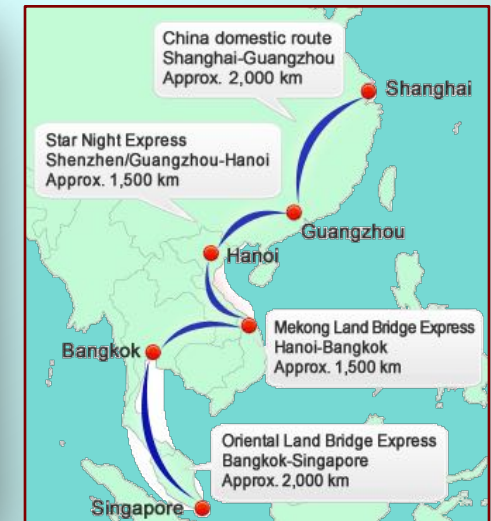 China domestic route
Shanghai-Guangzhou
Approx. 2,000 km
Shanghai
Star Night Express
Shenzhen/Guangzhou-Hanoi
Approx. 1,500 km
Guangzhou
Hanoi
Mekong Land Bridge Express
Hanoi-Bangkok
Approx. 1,500 km
Bangkok
Oriental Land Bridge Express
Bangkok-Singapore
Approx. 2,000 km
Singapore